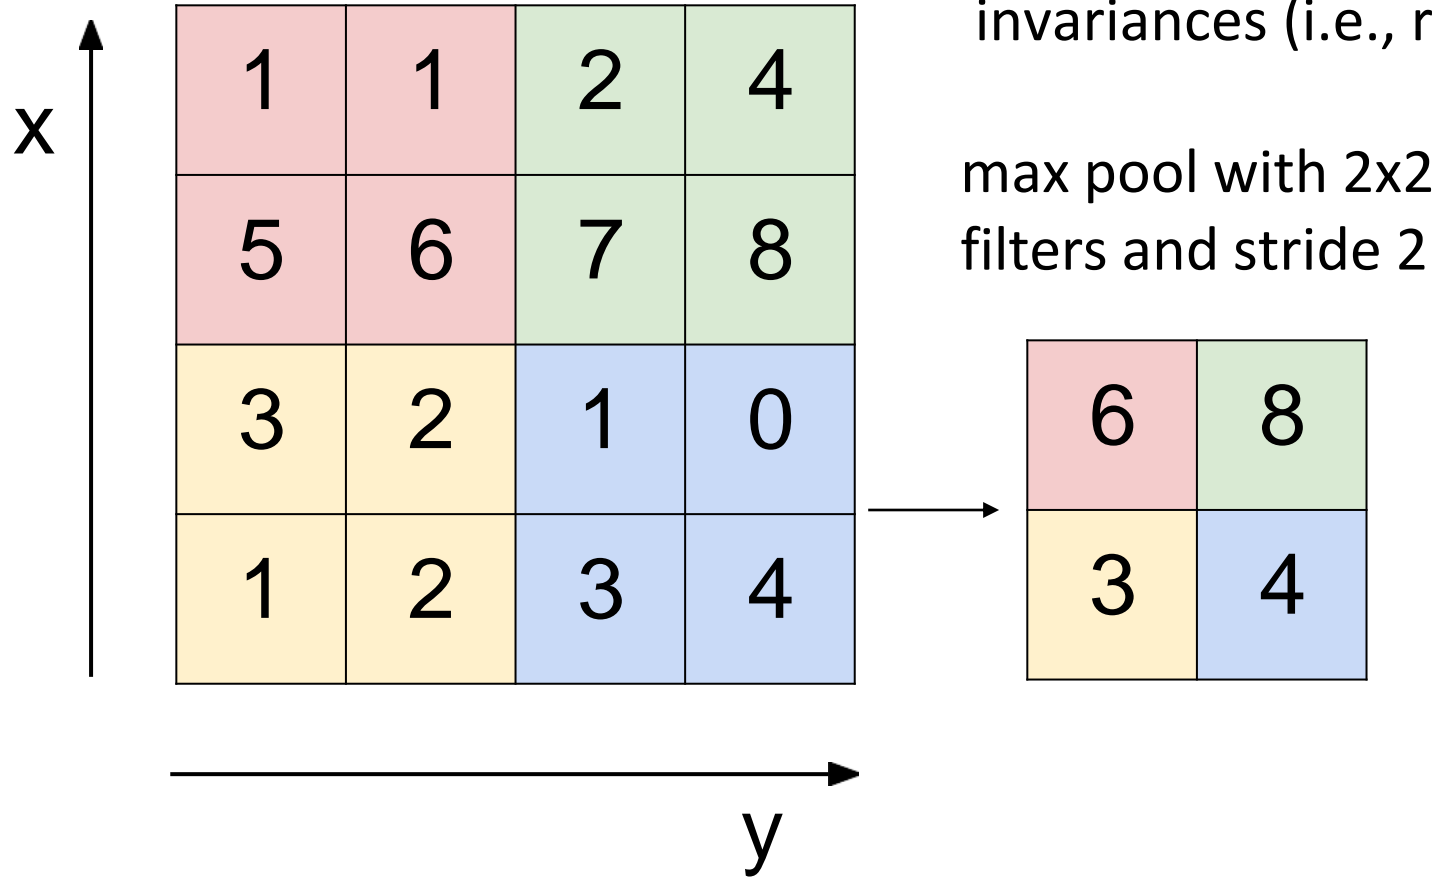 invariances (i.e., r
x
1 1 2 4
max pool with 2x2
filters and stride 2
5 6 7 8
3 2 1 0
1 2 3 4
6 8
3 4
y